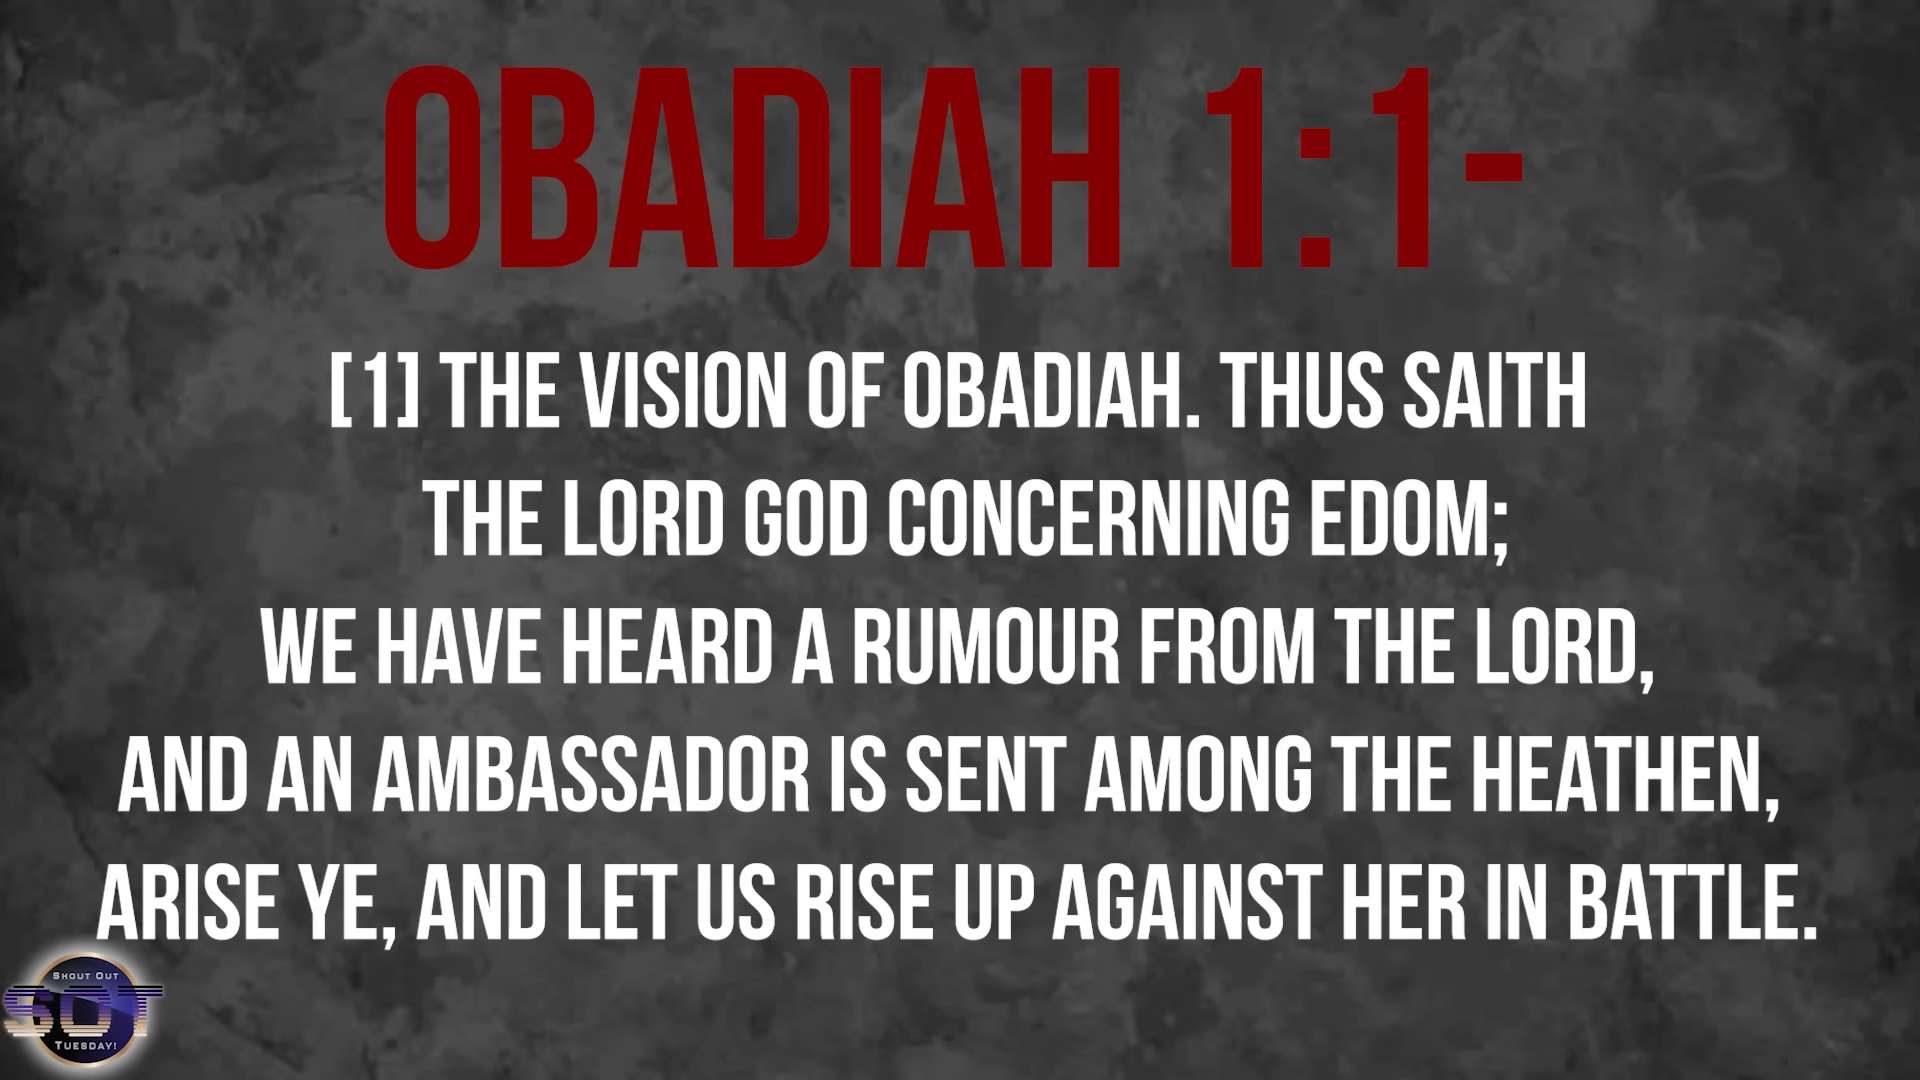 OBADIAH 1:1-
[1] THE VISION OF OBADIAH. THUS SAITH
THE LORD GOD CONCERNING EDOM;
WE HAVE HEARD A RUMOUR FROM THE LORD,
AND AN AMBASSADOR IS SENT AMONG THE HEATHEN,
ARISE YE, AND LET US RISE UP AGAINST HER IN BATTLE.
SHOUT OUT
SOT
TUESDAY!